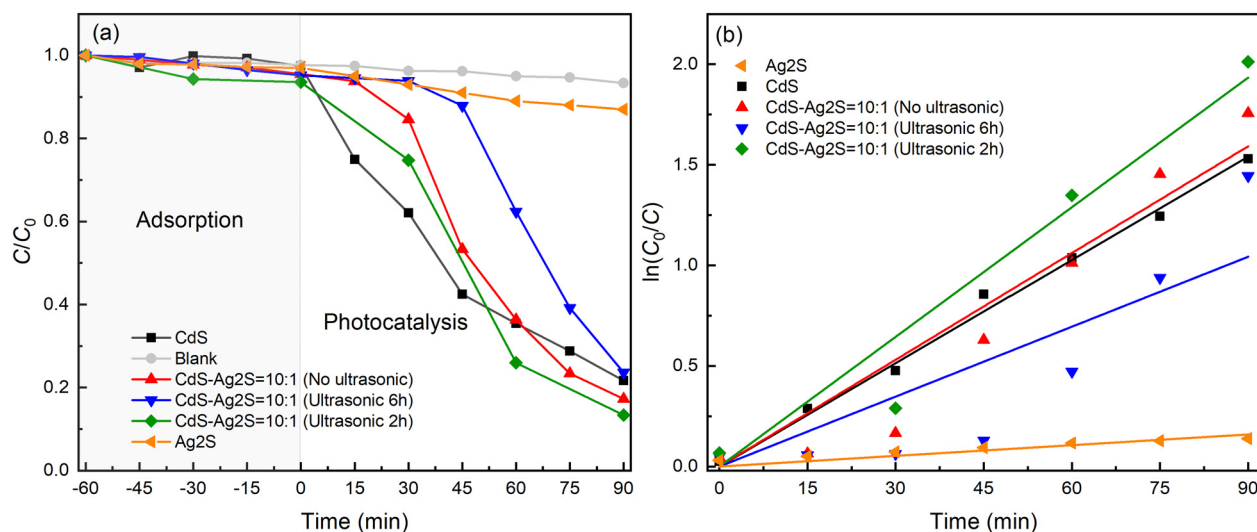 (a)
1.0
0.8
0.6
0.4
0.2
0.0
C/C0
Adsorption
Photocatalysis
CdS
Blank
CdS-Ag2S=10:1 (No ultrasonic)
CdS-Ag2S=10:1 (Ultrasonic 6h)
CdS-Ag2S=10:1 (Ultrasonic 2h)
Ag2S
-60 -45 -30 -15 0 15 30 45 60 75 90
Time (min)
(b)
2.0
1.5
1.0
0.5
0.0
ln(C0/C)
Ag2S
CdS
CdS-Ag2S=10:1 (No ultrasonic)
CdS-Ag2S=10:1 (Ultrasonic 6h)
CdS-Ag2S=10:1 (Ultrasonic 2h)
0 15 30 45 60 75 90
Time (min)